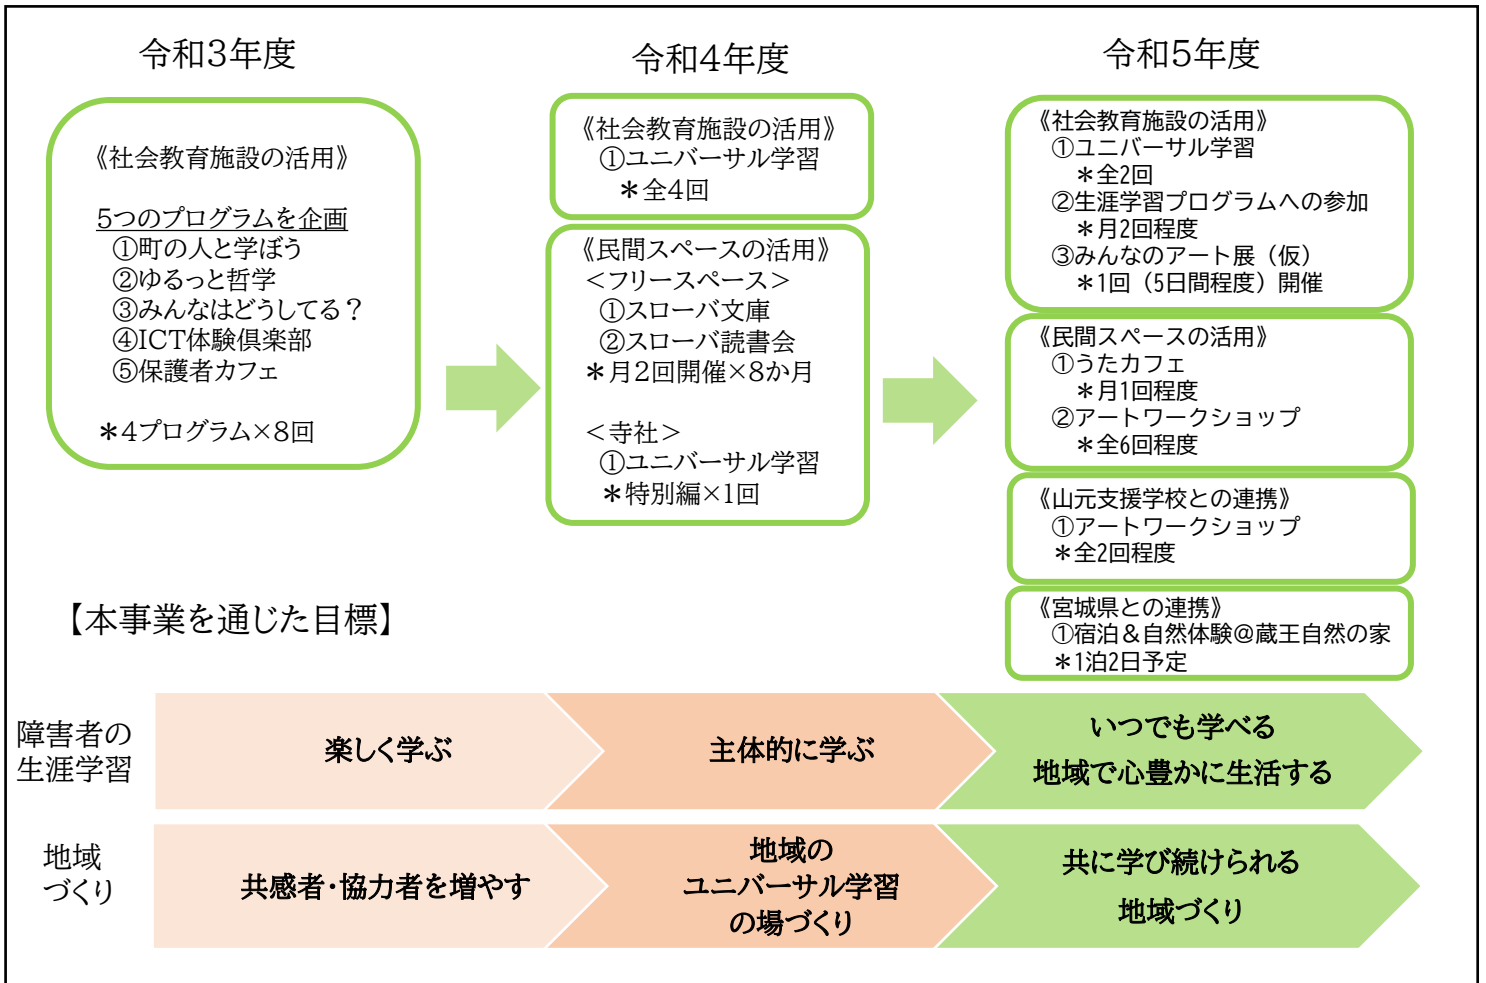 令和3年度
《社会教育施設の活用》
5つのプログラムを企画
①町の人と学ぼう
②ゆるっと哲学
③みんなはどうしてる？
④ICT体験倶楽部
⑤保護者カフェ
＊4プログラム×8回
令和4年度
《社会教育施設の活用》
①ユニバーサル学習
＊全4回
《民間スペースの活用》
＜フリースペース＞
①スローバ文庫
②スローバ読書会
＊月2回開催×8か月
＜寺社＞
①ユニバーサル学習
＊特別編×1回
令和5年度
《社会教育施設の活用》
①ユニバーサル学習
＊全2回
②生涯学習プログラムへの参加
＊月2回程度
③みんなのアート展（仮）
＊1回（5日間程度）開催
《民間スペースの活用》
①うたカフェ
＊月1回程度
②アートワークショップ
＊全6回程度
《山元支援学校との連携》
①アートワークショップ
＊全2回程度
《宮城県との連携》
①宿泊＆自然体験@蔵王自然の家
＊1泊2日予定
【本事業を通じた目標】
障害者の
生涯学習
楽しく学ぶ
主体的に学ぶ
いつでも学べる
地域で心豊かに生活する
地域
づくり
共感者・協力者を増やす
地域の
ユニバーサル学習
の場づくり
共に学び続けられる
地域づくり